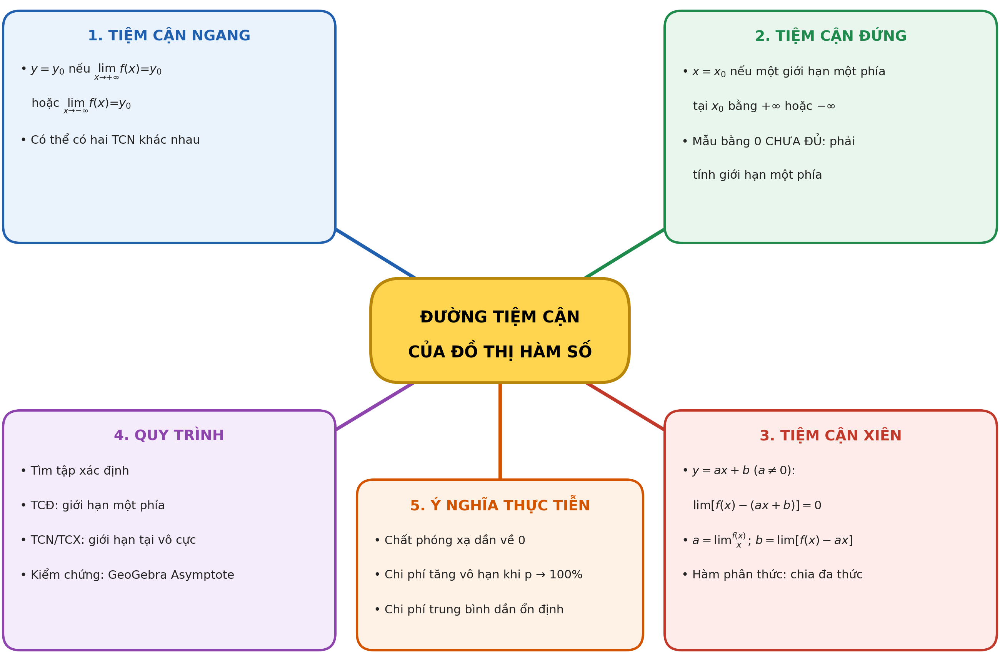 1. TIỆM CẬN NGANG
• y = y₀ nếu lim f(x)=y₀
x→+∞
hoặc lim f(x)=y₀
x→−∞
• Có thể có hai TCN khác nhau
2. TIỆM CẬN ĐỨNG
• x = x₀ nếu một giới hạn một phía
tại x₀ bằng +∞ hoặc −∞
• Mẫu bằng 0 CHƯA ĐỦ: phải
tính giới hạn một phía
ĐƯỜNG TIỆM CẬN
CỦA ĐỒ THỊ HÀM SỐ
3. TIỆM CẬN XIÊN
• y = ax + b (a ≠ 0):
lim[f(x) − (ax + b)] = 0
• a = lim f(x)/x; b = lim[f(x) − ax]
• Hàm phân thức: chia đa thức
4. QUY TRÌNH
• Tìm tập xác định
• TCĐ: giới hạn một phía
• TCN/TCX: giới hạn tại vô cực
• Kiểm chứng: GeoGebra Asymptote
5. Ý NGHĨA THỰC TIỄN
• Chất phóng xạ dần về 0
• Chi phí tăng vô hạn khi p → 100%
• Chi phí trung bình dần ổn định